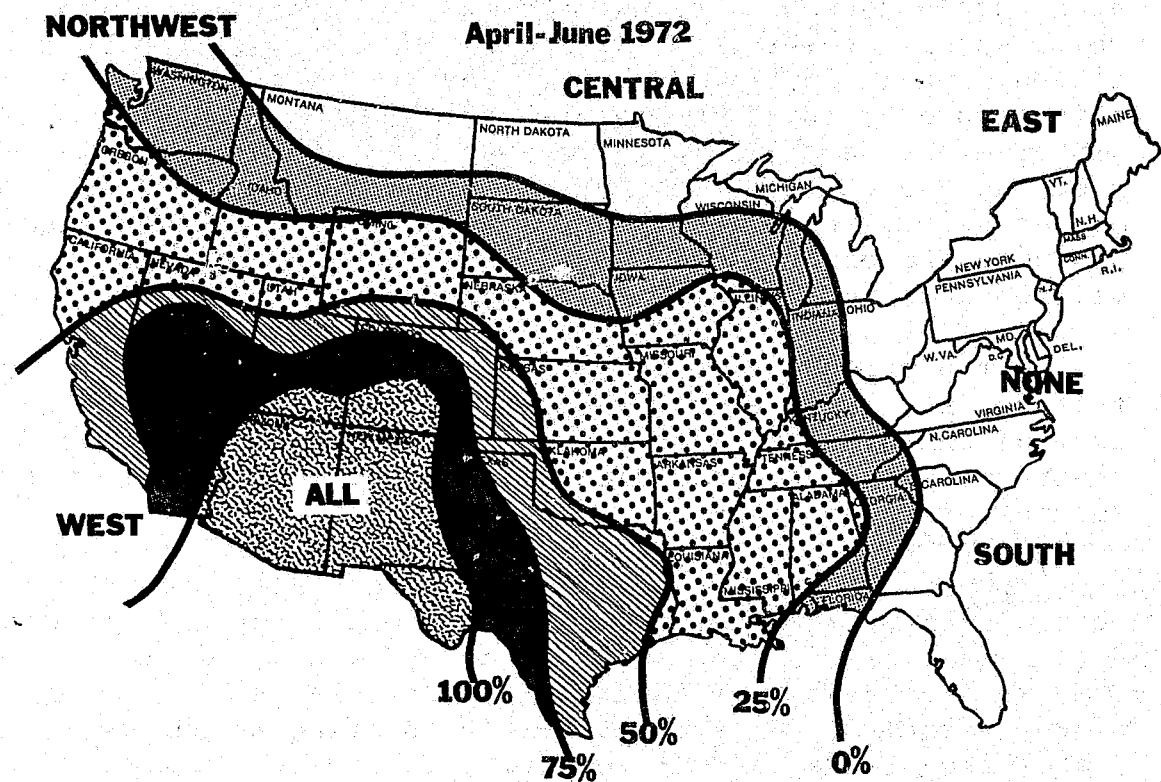 NORTHWEST
April-June 1972
CENTRAL
EAST
WASHINGTON
MONTANA
NORTH DAKOTA
MINNESOTA
MAINE
OREGON
IDAHO
SOUTH DAKOTA
WISCONSIN
MICHIGAN
VT.
N.H.
MASS
CONN.
R.I.
NEW YORK
PENNSYLVANIA
N.J.
CALIFORNIA
NEVADA
UTAH
NEBRASKA
IOWA
INDIANA
OHIO
W.VA.
MD.
D.C.
DEL.
NONE
KANSAS
MISSOURI
VIRGINIA
N.CAROLINA
OKLAHOMA
ARKANSAS
ALABAMA
CAROLINA
ALL
WEST
LOUISIANA
MISSISSIPPI
FLORIDA
SOUTH
100%
75%
50%
25%
0%